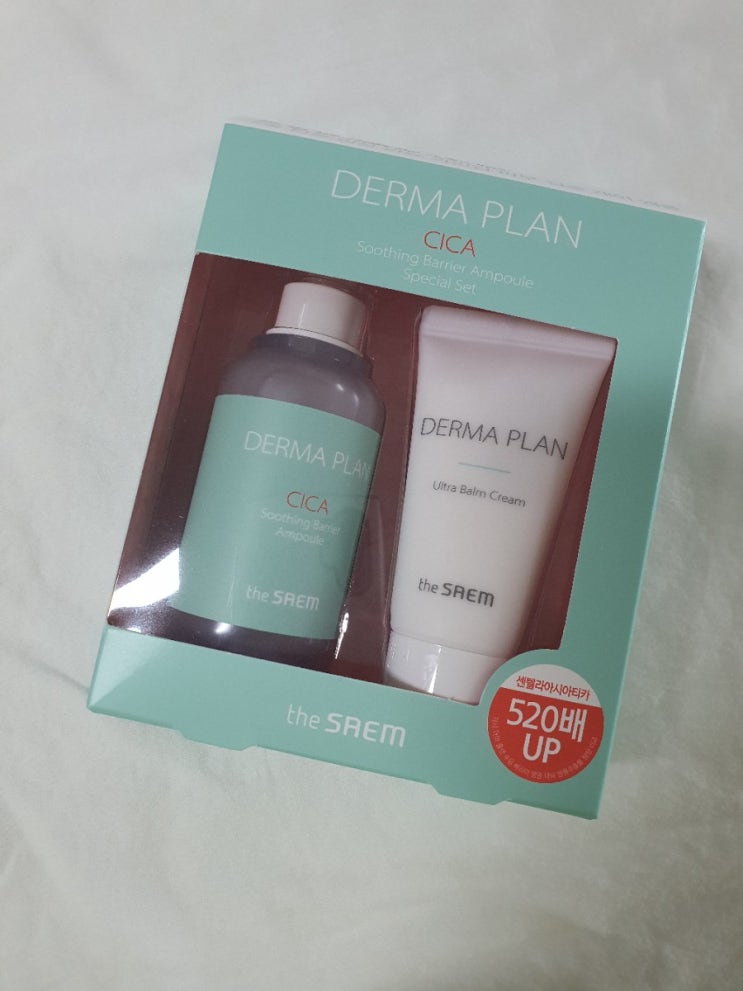 DERMA PLAN
CICA
Soothing Barrier Ampoule
Special Set
DERMA PLAN
CICA
Soothing Barrier
Ampoule
the SAEM
DERMA PLAN
Ultra Balm Cream
the SAEM
the SAEM
센텔라아시아티카
520배
UP